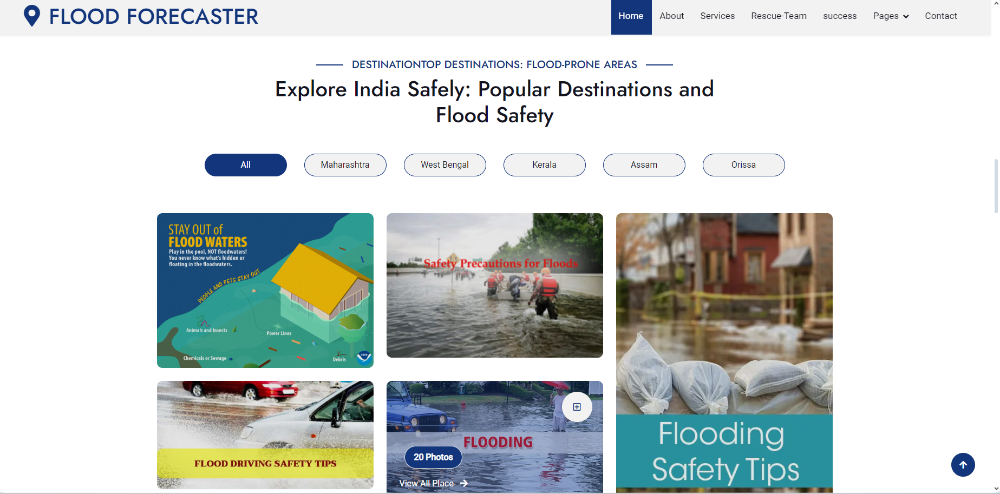 FLOOD FORECASTER
Home
About
Services
Rescue-Team
success
Pages
Contact
DESTINATIONTOP DESTINATIONS: FLOOD-PRONE AREAS
Explore India Safely: Popular Destinations and
Flood Safety
All
Maharashtra
West Bengal
Kerala
Assam
Orissa
STAY OUT of
FLOOD WATERS
Play in the pool, NOT floodwaters!
You never know what's hidden or
floating in the floodwaters.
PEOPLE AND PETS STAY OUT
Animals and Insects
Power Lines
Chemicals or Sewage
Debris
NOAA
Safety Precautions for Floods
Flooding
Safety Tips
FLOOD DRIVING SAFETY TIPS
FLOODING
20 Photos
View All Place